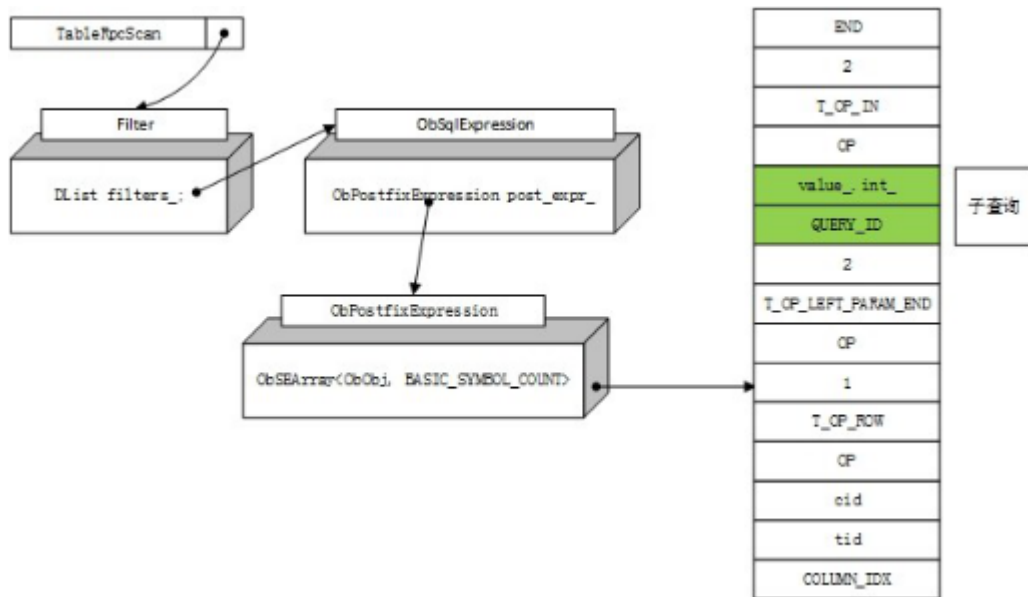 TableRpcScan
Filter
DList filters_;
ObSqlExpression
ObPostfixExpression post_expr_
ObPostfixExpression
ObSEArray<ObObj, BASIC_SYMBOL_COUNT>
END
2
T_OP_IN
OP
value_.int_
QUERY_ID
2
T_OP_LEFT_PARAM_END
OP
1
T_OP_ROW
OP
cid
tid
COLUMN_IDX
子查询